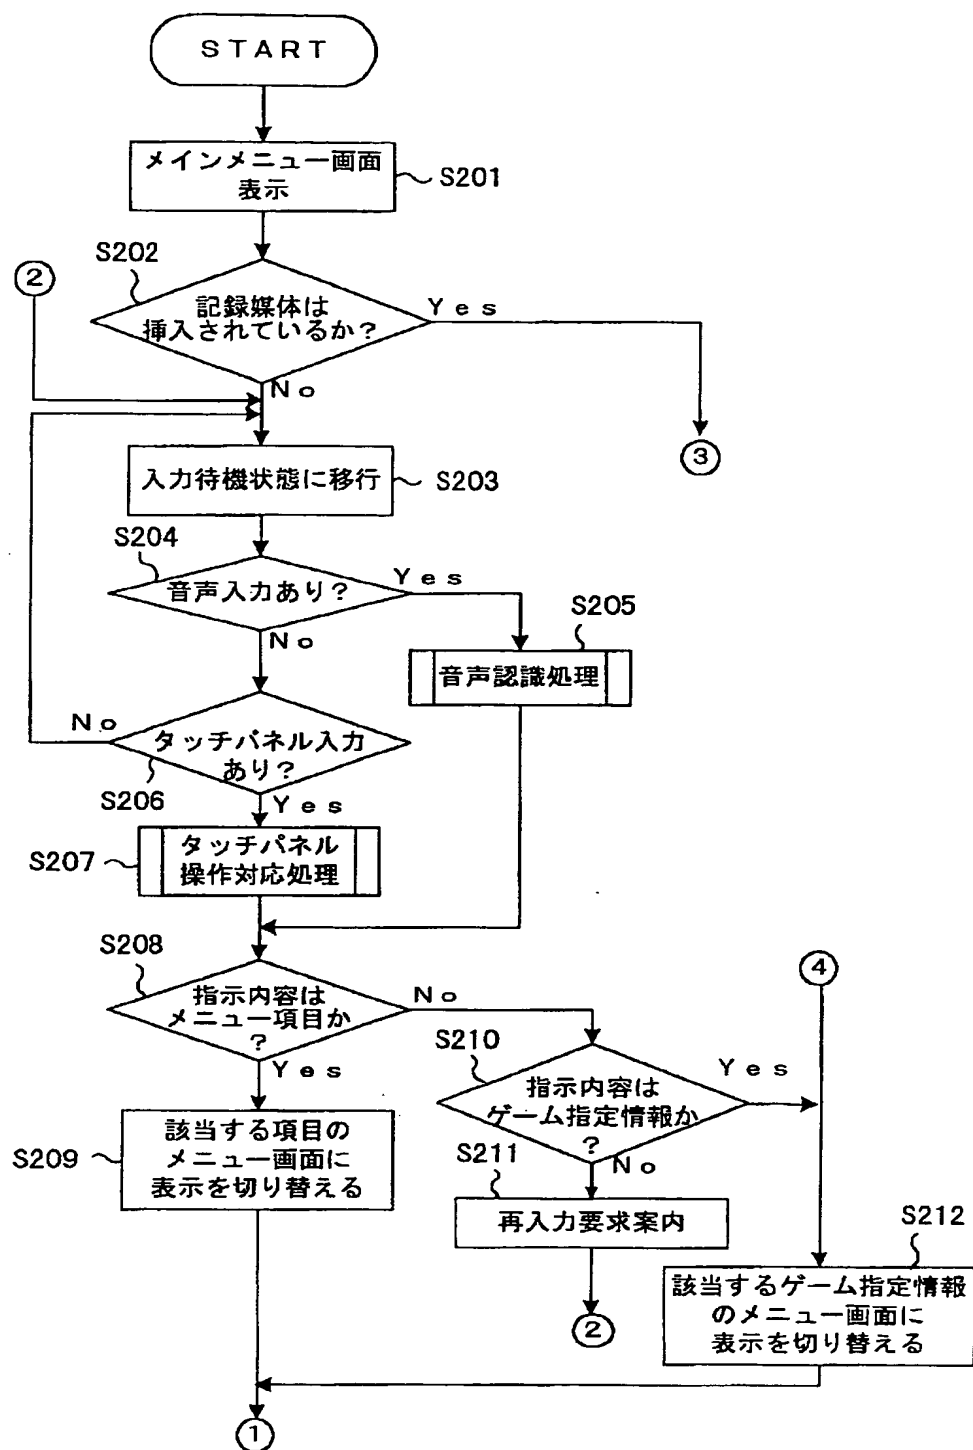 START
メインメニュー画面
表示
S201
S202
②
記録媒体は
挿入されているか？
Yes
No
③
入力待機状態に移行
S203
S204
音声入力あり？
Yes
No
S205
音声認識処理
No
タッチパネル入力
あり？
S206
Yes
S207
タッチパネル
操作対応処理
S208
指示内容は
メニュー項目か
？
No
Yes
④
S210
指示内容は
ゲーム指定情報か
？
Yes
No
S209
該当する項目の
メニュー画面に
表示を切り替える
S211
再入力要求案内
②
S212
該当するゲーム指定情報
のメニュー画面に
表示を切り替える
①